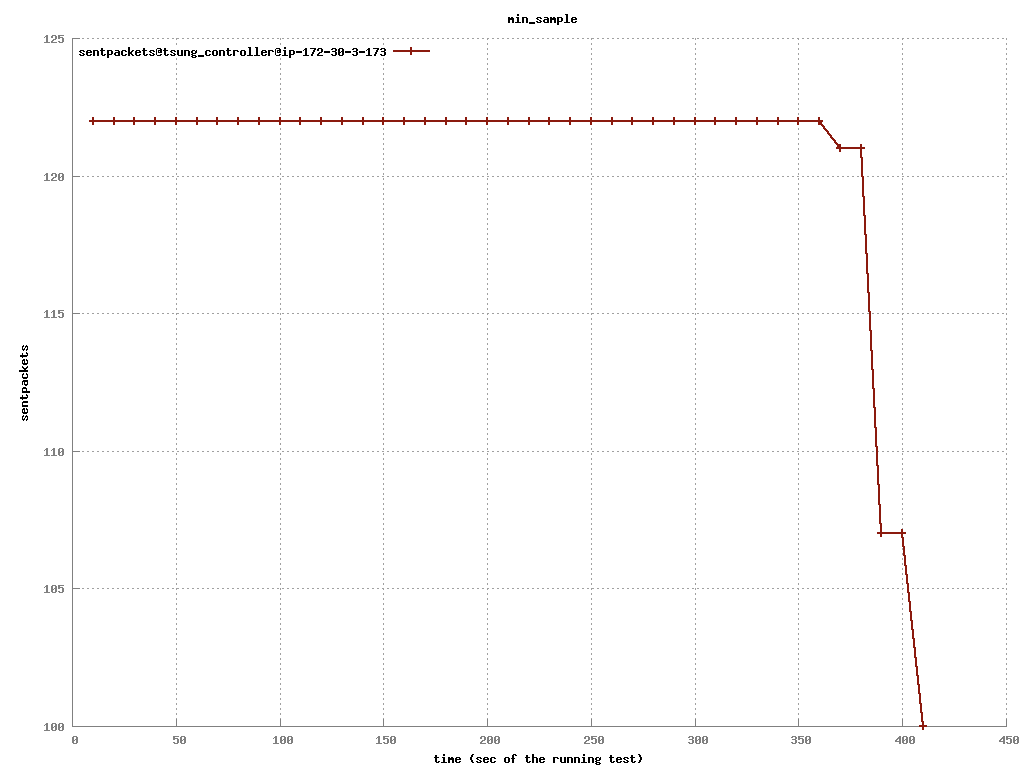 min_sample
sentpackets@tsung_controller@ip-172-30-3-173
125
120
115
110
105
100
sentpackets
0 50 100 150 200 250 300 350 400 450
time (sec of the running test)